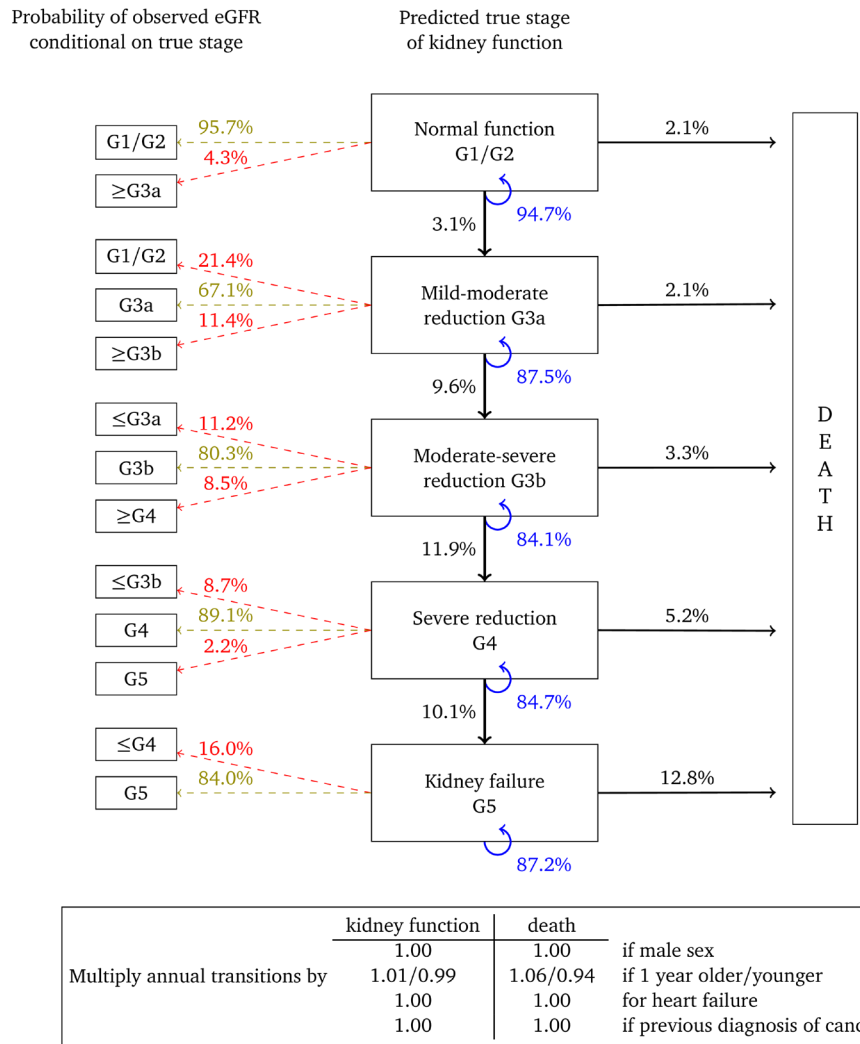 Probability of observed eGFR
conditional on true stage
Predicted true stage
of kidney function
95.7%
G1/G2
4.3%
≥G3a
Normal function
G1/G2
2.1%
94.7%
3.1%
G1/G2
21.4%
G3a
67.1%
11.4%
≥G3b
Mild-moderate
reduction G3a
2.1%
87.5%
9.6%
≤G3a
11.2%
G3b
80.3%
8.5%
≥G4
Moderate-severe
reduction G3b
3.3%
84.1%
11.9%
≤G3b
8.7%
G4
89.1%
2.2%
G5
Severe reduction
G4
5.2%
84.7%
10.1%
≤G4
16.0%
G5
84.0%
Kidney failure
G5
12.8%
87.2%
D
E
A
T
H
kidney function death
1.00 1.00 if male sex
Multiply annual transitions by 1.01/0.99 1.06/0.94 if 1 year older/younger
1.00 1.00 for heart failure
1.00 1.00 if previous diagnosis of canc